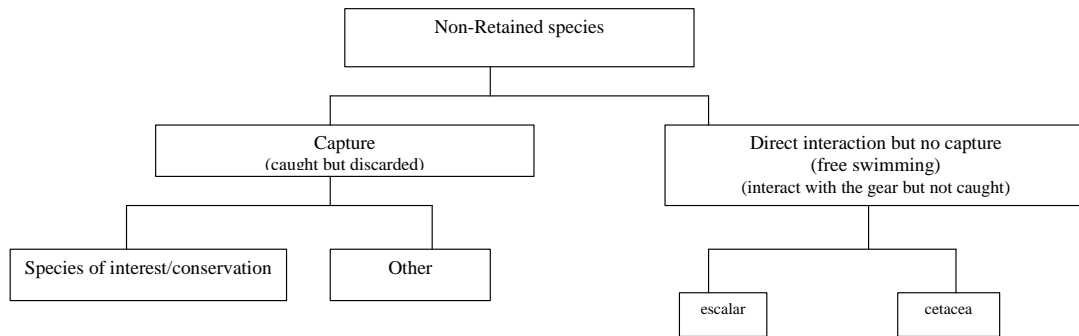 Non-Retained species
Capture
(caught but discarded)
Direct interaction but no capture
(free swimming)
(interact with the gear but not caught)
Species of interest/conservation
Other
escalar
cetacea